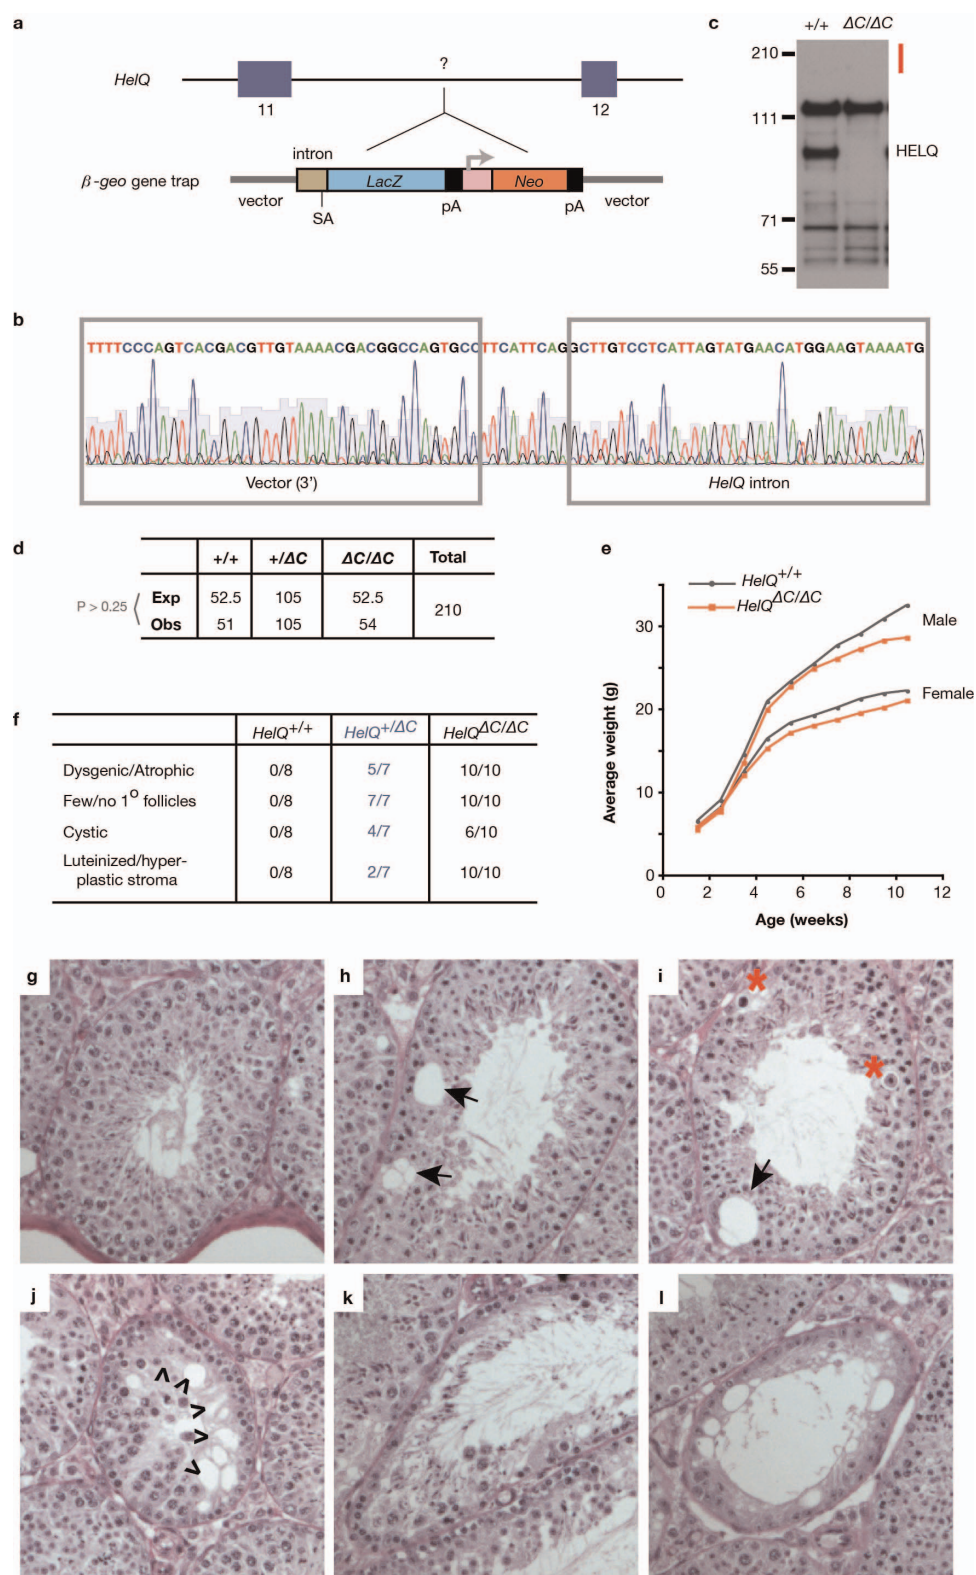 a
HelQ
?
11
12
intron
β-geo gene trap
LacZ
Neo
vector
SA
pA
pA
vector
c
+/+ ΔC/ΔC
210
111
HELQ
71
55
b
TTTTCCCAGTCACGACGTTGTAAAACGACGGCCAGTGCCTTCATTCAGGCTTGTCCTCATTAGTATGAACATGGAAGTAAAATG
Vector (3')
HelQ intron
d
+/+ +/ΔC ΔC/ΔC Total
P > 0.25
Exp 52.5 105 52.5
210
Obs 51 105 54
e
HelQ+/+
HelQΔC/ΔC
Male
Female
Average weight (g)
30
20
10
0
0 2 4 6 8 10 12
Age (weeks)
f
HelQ+/+ HelQ+/ΔC HelQΔC/ΔC
Dysgenic/Atrophic 0/8 5/7 10/10
Few/no 1° follicles 0/8 7/7 10/10
Cystic 0/8 4/7 6/10
Luteinized/hyper-
plastic stroma 0/8 2/7 10/10
g
h
i
*
*
j
k
l